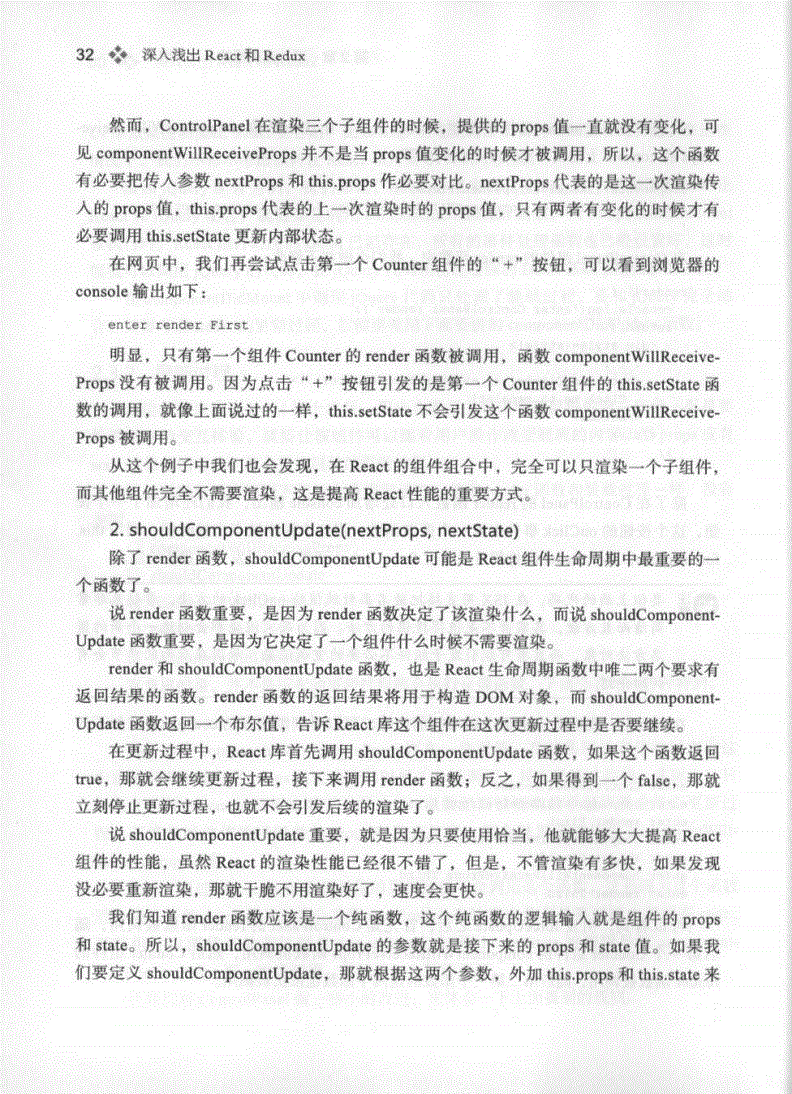 32 深入浅出 React 和 Redux
然而，ControlPanel 在渲染三个子组件的时候，提供的 props 值一直就没有变化，可
见 componentWillReceiveProps 并不是当 props 值变化的时候才被调用，所以，这个函数
有必要把传入参数 nextProps 和 this.props 作必要对比。nextProps 代表的是这一次渲染传
入的 props 值，this.props 代表的上一次渲染时的 props 值，只有两者有变化的时候才有
必要调用 this.setState 更新内部状态。
在网页中，我们再尝试点击第一个 Counter 组件的“+”按钮，可以看到浏览器的
console 输出如下：
enter render First
明显，只有第一个组件 Counter 的 render 函数被调用，函数 componentWillReceive-
Props 没有被调用。因为点击“+”按钮引发的是第一个 Counter 组件的 this.setState 函
数的调用，就像上面说过的一样，this.setState 不会引发这个函数 componentWillReceive-
Props 被调用。
从这个例子中我们也会发现，在 React 的组件组合中，完全可以只渲染一个子组件，
而其他组件完全不需要渲染，这是提高 React 性能的重要方式。
2. shouldComponentUpdate(nextProps, nextState)
除了 render 函数，shouldComponentUpdate 可能是 React 组件生命周期中最重要的一
个函数了。
说 render 函数重要，是因为 render 函数决定了该渲染什么，而说 shouldComponent-
Update 函数重要，是因为它决定了一个组件什么时候不需要渲染。
render 和 shouldComponentUpdate 函数，也是 React 生命周期函数中唯二两个要求有
返回结果的函数。render 函数的返回结果将用于构造 DOM 对象，而 shouldComponent-
Update 函数返回一个布尔值，告诉 React 库这个组件在这次更新过程中是否要继续。
在更新过程中，React 库首先调用 shouldComponentUpdate 函数，如果这个函数返回
true，那就会继续更新过程，接下来调用 render 函数；反之，如果得到一个 false，那就
立刻停止更新过程，也就不会引发后续的渲染了。
说 shouldComponentUpdate 重要，就是因为只要使用恰当，他就能够大大提高 React
组件的性能，虽然 React 的渲染性能已经很不错了，但是，不管渲染有多快，如果发现
没必要重新渲染，那就干脆不用渲染好了，速度会更快。
我们知道 render 函数应该是一个纯函数，这个纯函数的逻辑输入就是组件的 props
和 state。所以，shouldComponentUpdate 的参数就是接下来的 props 和 state 值。如果我
们要定义 shouldComponentUpdate，那就根据这两个参数，外加 this.props 和 this.state 来